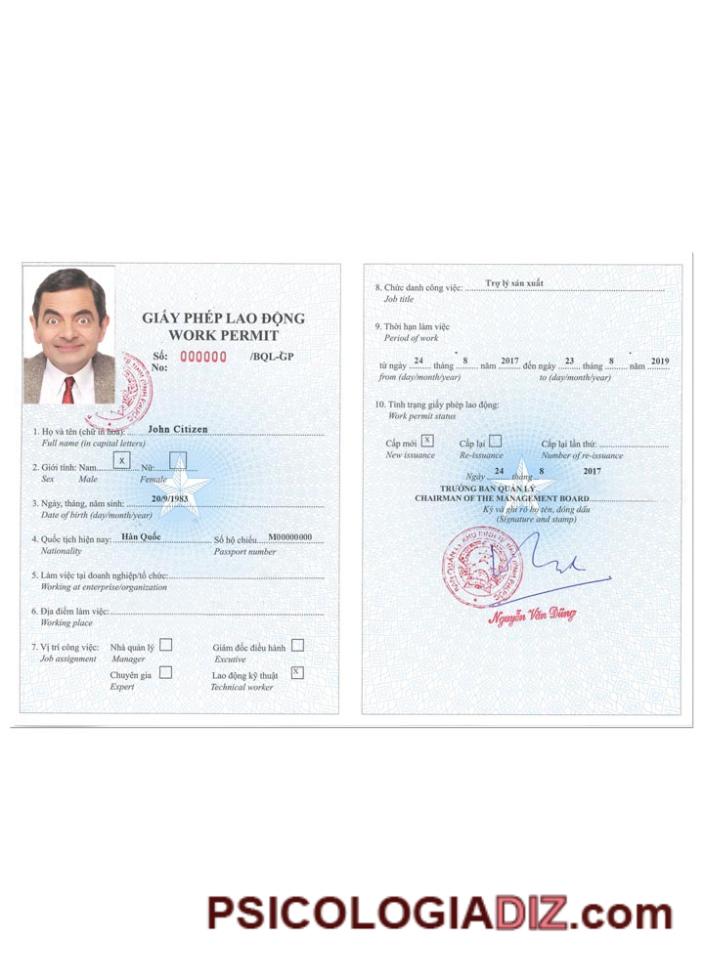 GIẤY PHÉP LAO ĐỘNG
WORK PERMIT
Số: 000000 /BQL-GP
No:
1. Họ và tên (chữ in hoa): John Citizen
Full name (in capital letters)
2. Giới tính: Nam X Nữ:
Sex Male Female
3. Ngày, tháng, năm sinh: 20/9/1983
Date of birth (day/month/year)
4. Quốc tịch hiện nay: Hàn Quốc Số hộ chiếu M00000000
Nationality Passport number
5. Làm việc tại doanh nghiệp/tổ chức:
Working at enterprise/organization
6. Địa điểm làm việc:
Working place
7. Vị trí công việc: Nhà quản lý Giám đốc điều hành
Job assignment Manager Excutive
Chuyên gia Lao động kỹ thuật X
Expert Technical worker
8. Chức danh công việc: Trợ lý sản xuất
Job title
9. Thời hạn làm việc
Period of work
từ ngày 24 tháng 8 năm 2017 đến ngày 23 tháng 8 năm 2019
from (day/month/year) to (day/month/year)
10. Tình trạng giấy phép lao động:
Work permit status
Cấp mới X Cấp lại Cấp lại lần thứ:
New issuance Re-issuance Number of re-issuance
Ngày 24 tháng 8 2017
TRƯỞNG BAN QUẢN LÝ
CHAIRMAN OF THE MANAGEMENT BOARD
Ký và ghi rõ họ tên, đóng dấu
(Signature and stamp)
Nguyễn Văn Dũng
PSICOLOGIADIZ.com